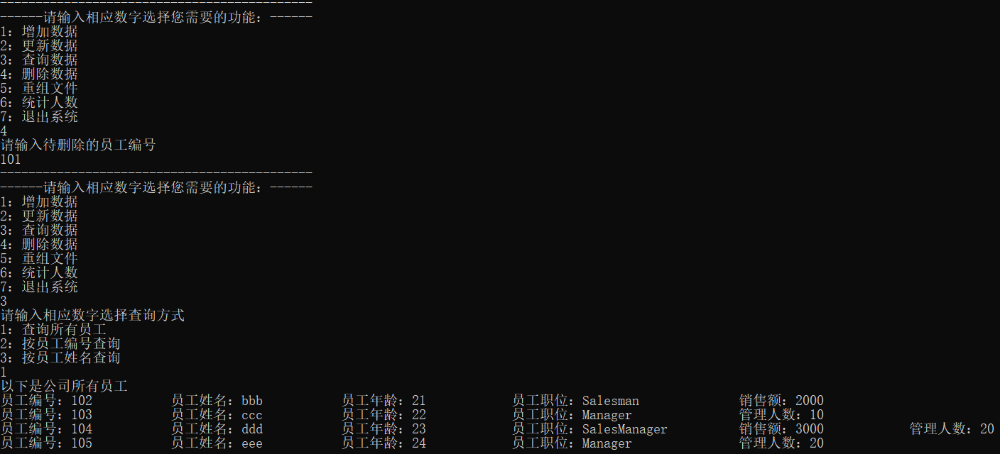 --------------------------------------------
------请输入相应数字选择您需要的功能：------
1：增加数据
2：更新数据
3：查询数据
4：删除数据
5：重组文件
6：统计人数
7：退出系统
4
请输入待删除的员工编号
101
--------------------------------------------
------请输入相应数字选择您需要的功能：------
1：增加数据
2：更新数据
3：查询数据
4：删除数据
5：重组文件
6：统计人数
7：退出系统
3
请输入相应数字选择查询方式
1：查询所有员工
2：按员工编号查询
3：按员工姓名查询
1
以下是公司所有员工
员工编号：102 员工姓名：bbb 员工年龄：21 员工职位：Salesman 销售额：2000
员工编号：103 员工姓名：ccc 员工年龄：22 员工职位：Manager 管理人数：10
员工编号：104 员工姓名：ddd 员工年龄：23 员工职位：SalesManager 销售额：3000 管理人数：20
员工编号：105 员工姓名：eee 员工年龄：24 员工职位：Manager 管理人数：20